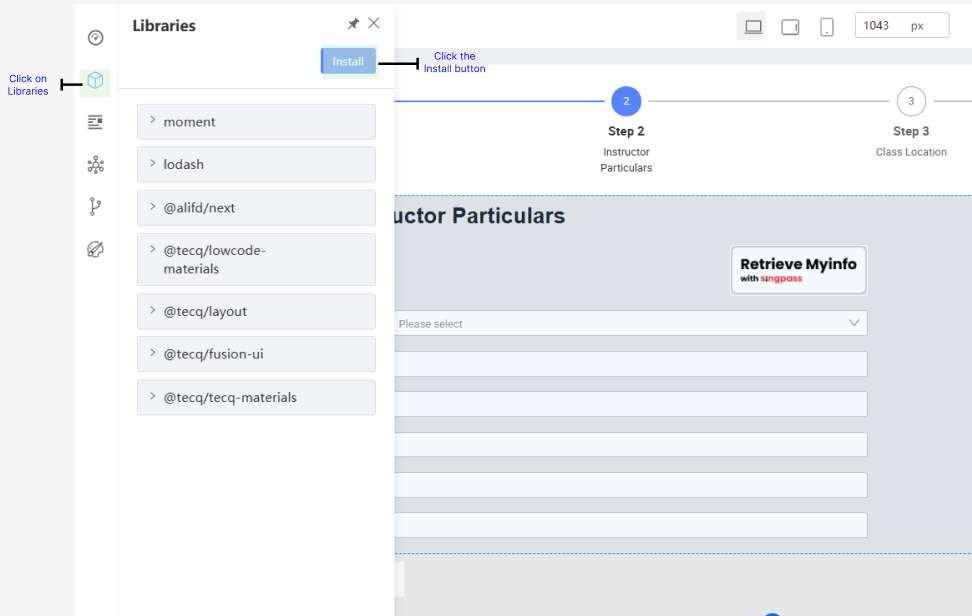 Libraries
Install
Click on
Libraries
Click the
Install button
moment
lodash
@alifd/next
@tecq/lowcode-
materials
@tecq/layout
@tecq/fusion-ui
@tecq/tecq-materials
1043 px
2
Step 2
Instructor
Particulars
3
Step 3
Class Location
uctor Particulars
Retrieve Myinfo
with singpass
Please select